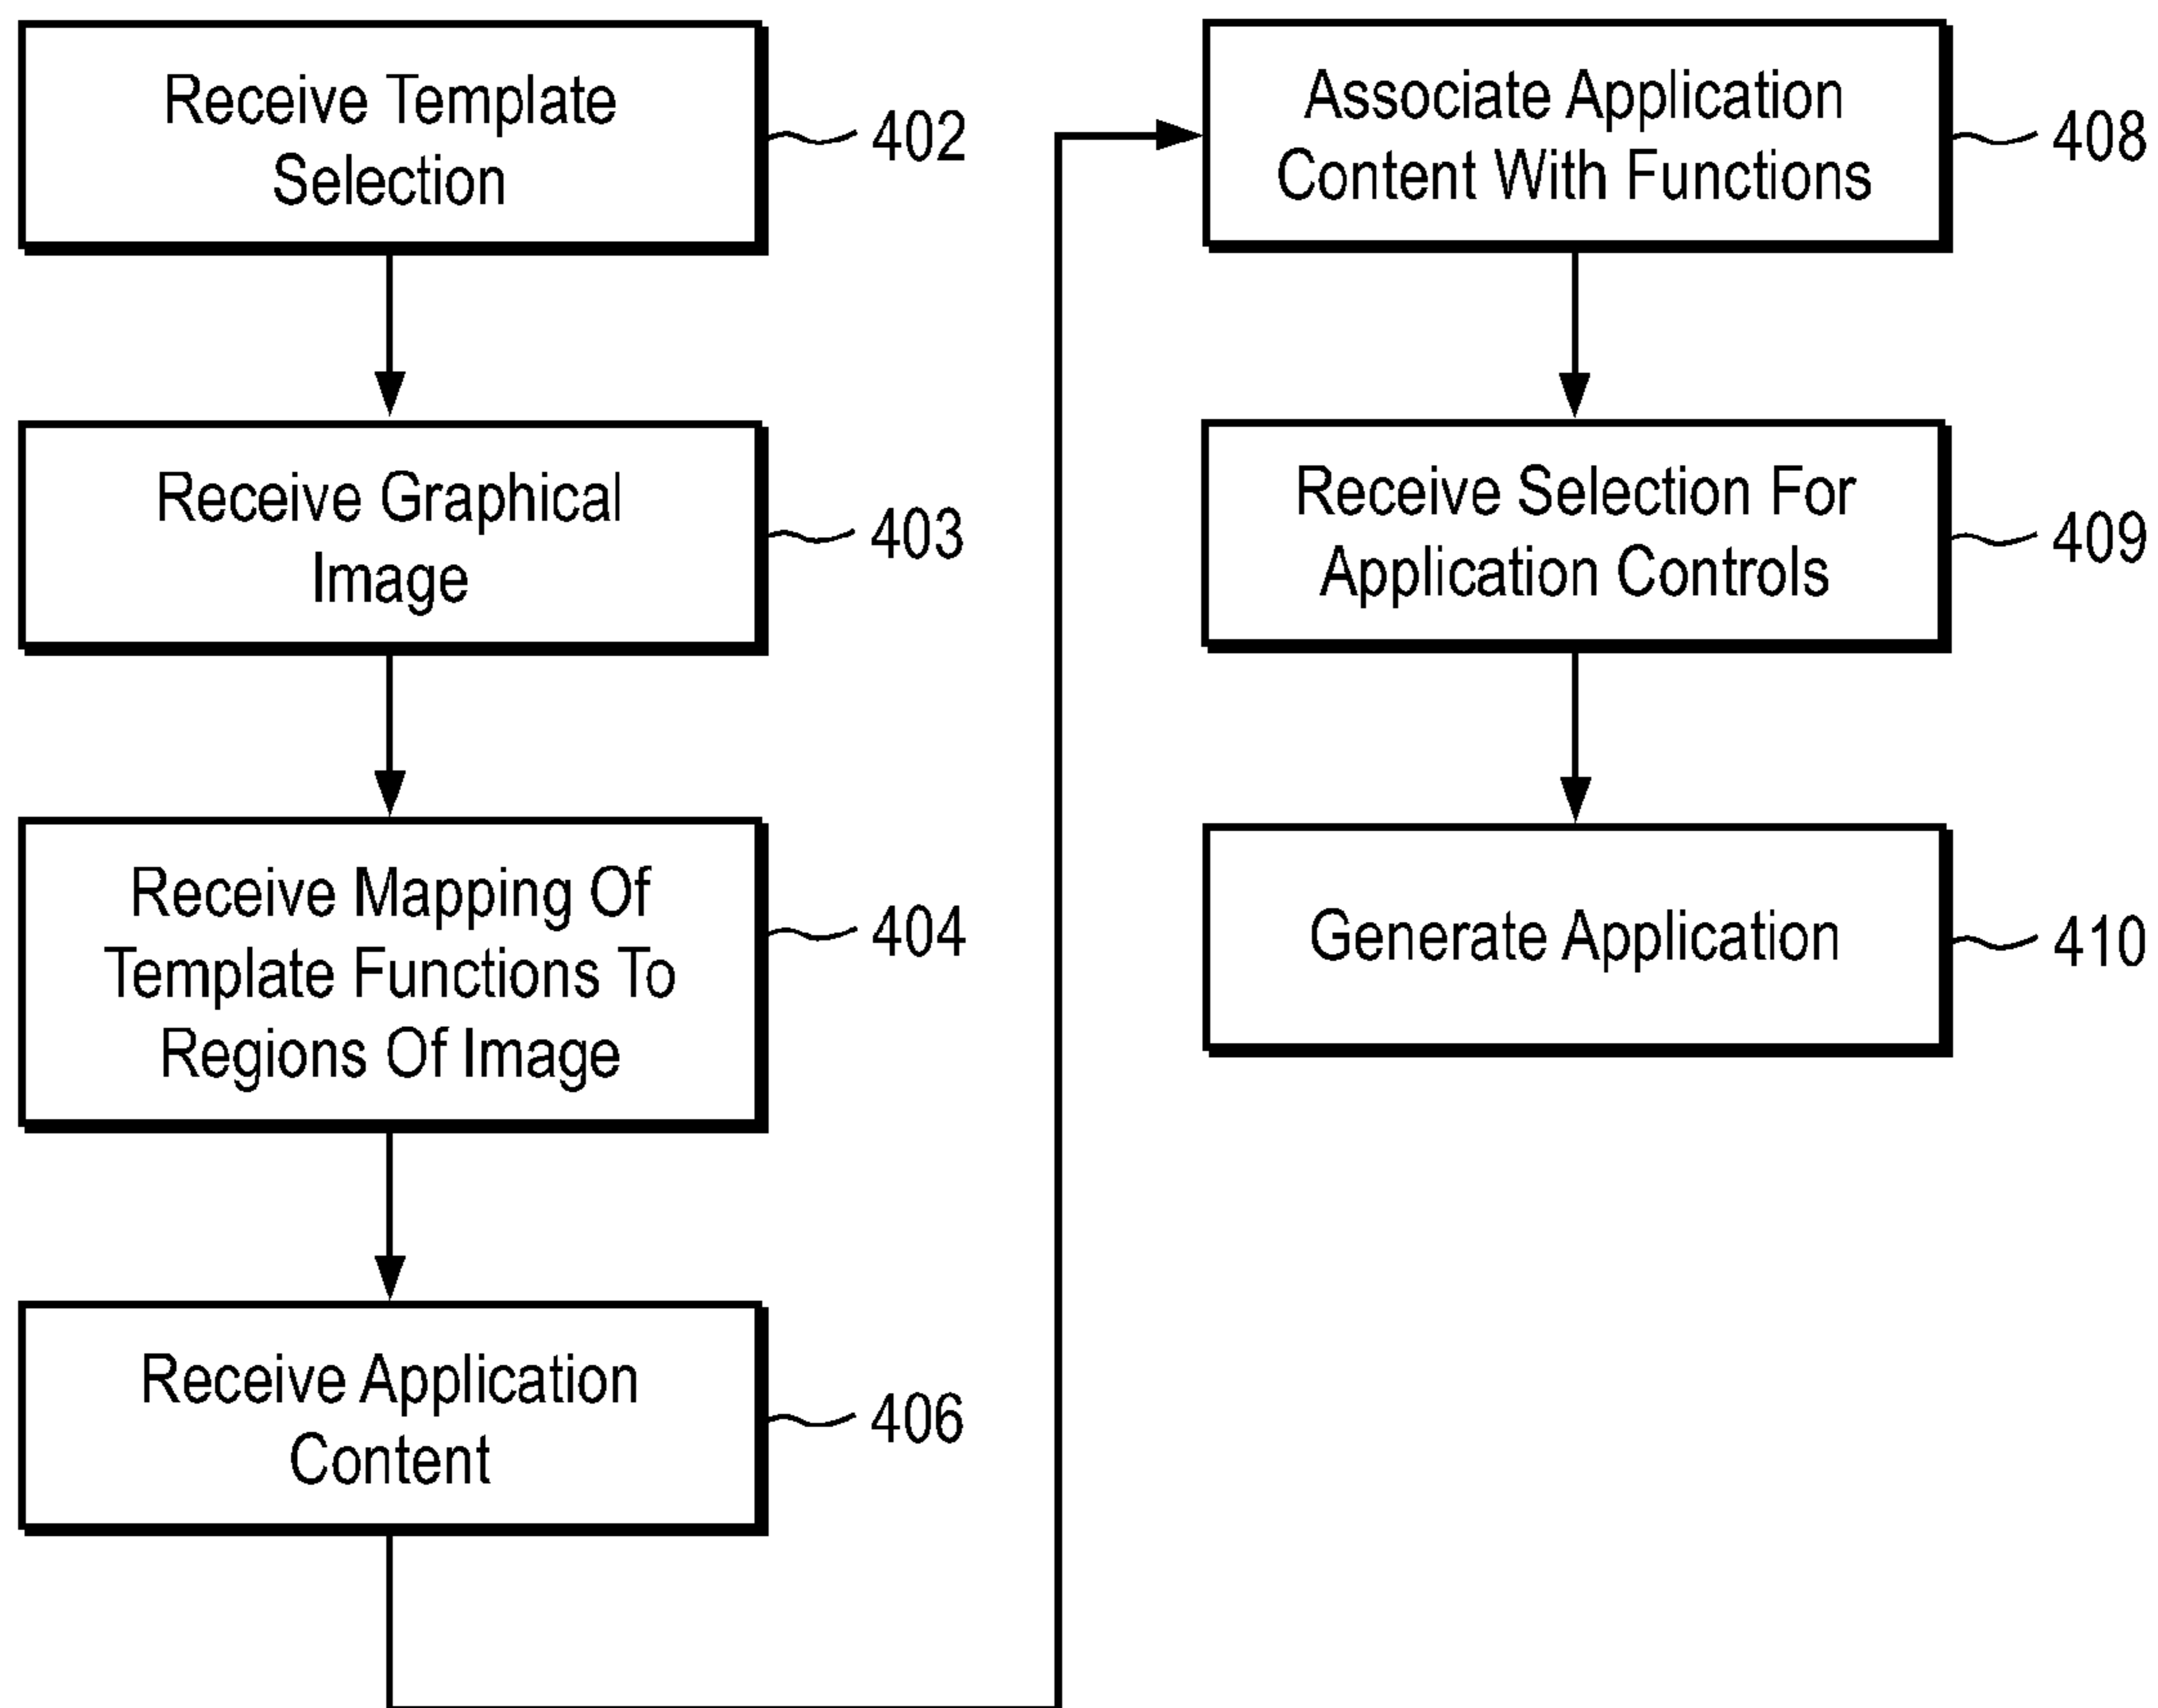 Receive Template
Selection
402
Receive Graphical
Image
403
Receive Mapping Of
Template Functions To
Regions Of Image
404
Receive Application
Content
406
Associate Application
Content With Functions
408
Receive Selection For
Application Controls
409
Generate Application
410